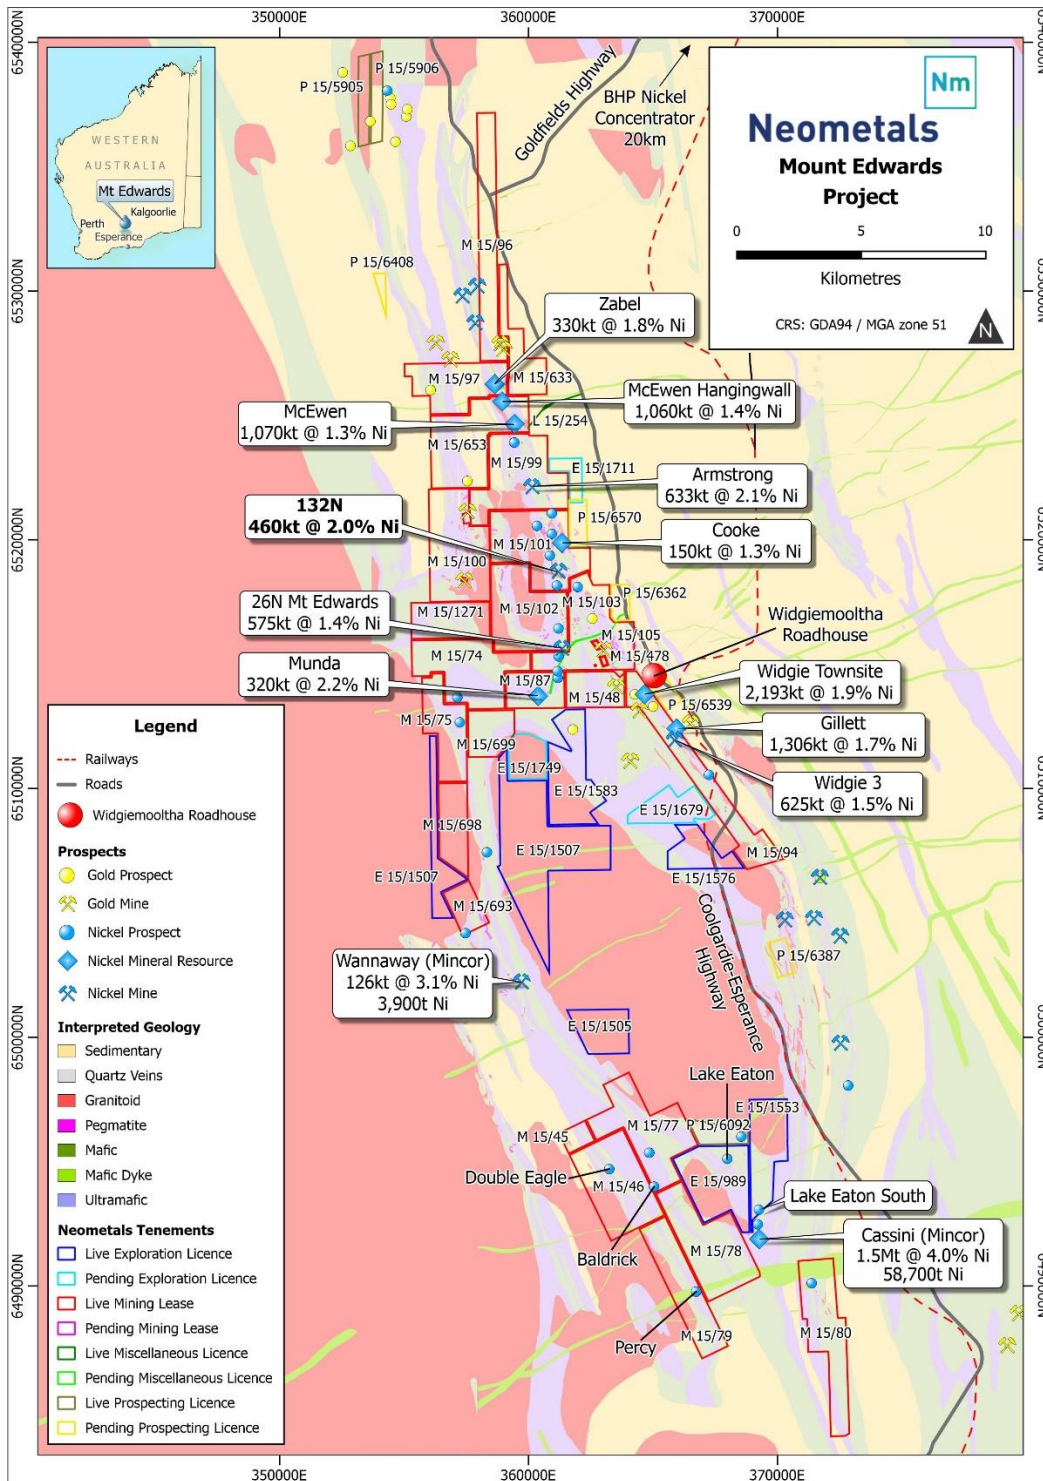 350000E
360000E
370000E
6540000N
6530000N
6520000N
6510000N
6500000N
6490000N
6540000N
6530000N
6520000N
6510000N
6500000N
6490000N
350000E
360000E
370000E
WESTERN
AUSTRALIA
Mt Edwards
Kalgoorlie
Perth
Esperance
Nm
Neometals
Mount Edwards
Project
0
5
10
Kilometres
CRS: GDA94 / MGA zone 51
N
BHP Nickel
Concentrator
20km
Goldfields Highway
P 15/5905
P 15/5906
M 15/96
P 15/6408
Zabel
330kt @ 1.8% Ni
M 15/97
M 15/633
McEwen Hangingwall
1,060kt @ 1.4% Ni
McEwen
1,070kt @ 1.3% Ni
L 15/254
M 15/653
M 15/99
E 15/1711
Armstrong
633kt @ 2.1% Ni
132N
460kt @ 2.0% Ni
P 15/6570
Cooke
150kt @ 1.3% Ni
M 15/101
M 15/100
M 15/102
M 15/103
P 15/6362
M 15/1271
26N Mt Edwards
575kt @ 1.4% Ni
M 15/105
Widgiemooltha
Roadhouse
M 15/74
M 15/478
Munda
320kt @ 2.2% Ni
M 15/87
M 15/48
Widgie Townsite
2,193kt @ 1.9% Ni
P 15/6539
M 15/75
M 15/699
Gillett
1,306kt @ 1.7% Ni
E 15/1749
E 15/1583
Widgie 3
625kt @ 1.5% Ni
E 15/1679
M 15/698
E 15/1507
E 15/1507
M 15/94
E 15/1576
M 15/693
Coolgardie-Esperance
Highway
P 15/6387
Wannaway (Mincor)
126kt @ 3.1% Ni
3,900t Ni
E 15/1505
Lake Eaton
E 15/1553
M 15/77
P 15/6092
M 15/45
Double Eagle
M 15/46
E 15/989
Lake Eaton South
Baldrick
M 15/78
Cassini (Mincor)
1.5Mt @ 4.0% Ni
58,700t Ni
Percy
M 15/79
M 15/80
Legend
Railways
Roads
Widgiemooltha Roadhouse
Prospects
Gold Prospect
Gold Mine
Nickel Prospect
Nickel Mineral Resource
Nickel Mine
Interpreted Geology
Sedimentary
Quartz Veins
Granitoid
Pegmatite
Mafic
Mafic Dyke
Ultramafic
Neometals Tenements
Live Exploration Licence
Pending Exploration Licence
Live Mining Lease
Pending Mining Lease
Live Miscellaneous Licence
Pending Miscellaneous Licence
Live Prospecting Licence
Pending Prospecting Licence